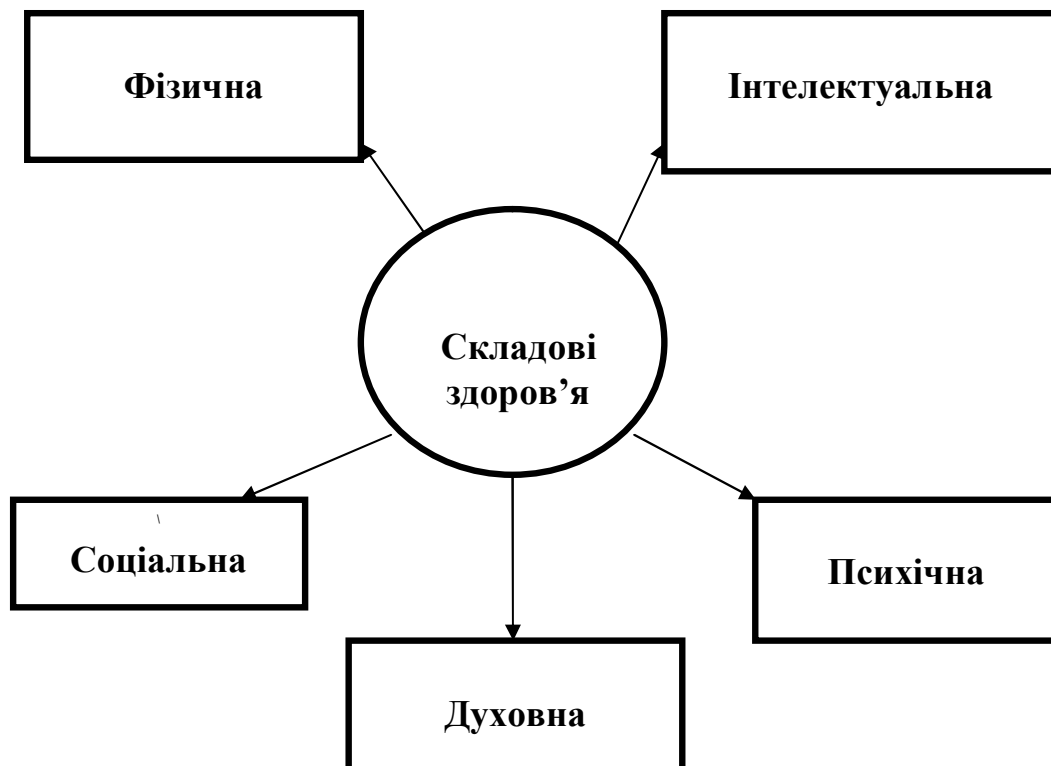 Фізична
Інтелектуальна
Складові
здоров’я
Соціальна
Психічна
Духовна